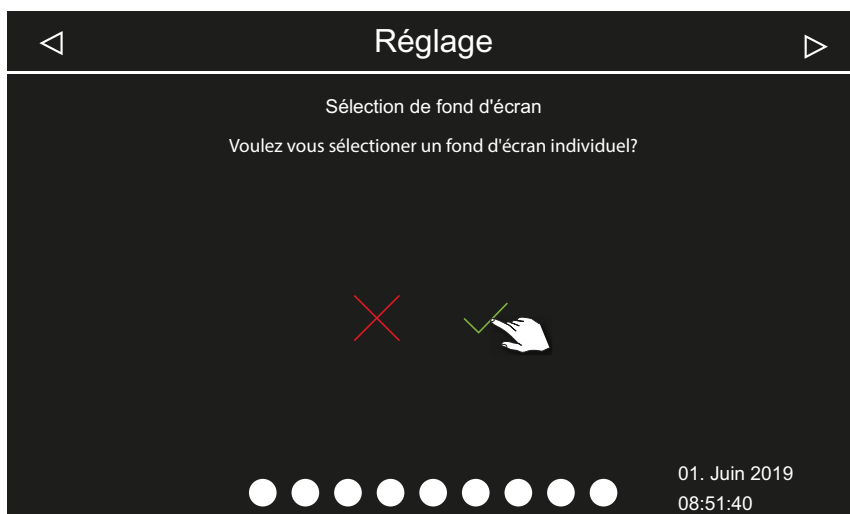 Réglage
Sélection de fond d'écran
Voulez vous sélectioner un fond d'écran individuel?
01. Juin 2019
08:51:40